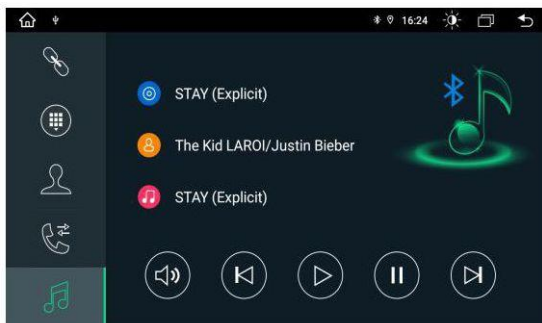 16:24
STAY (Explicit)
The Kid LAROI/Justin Bieber
STAY (Explicit)